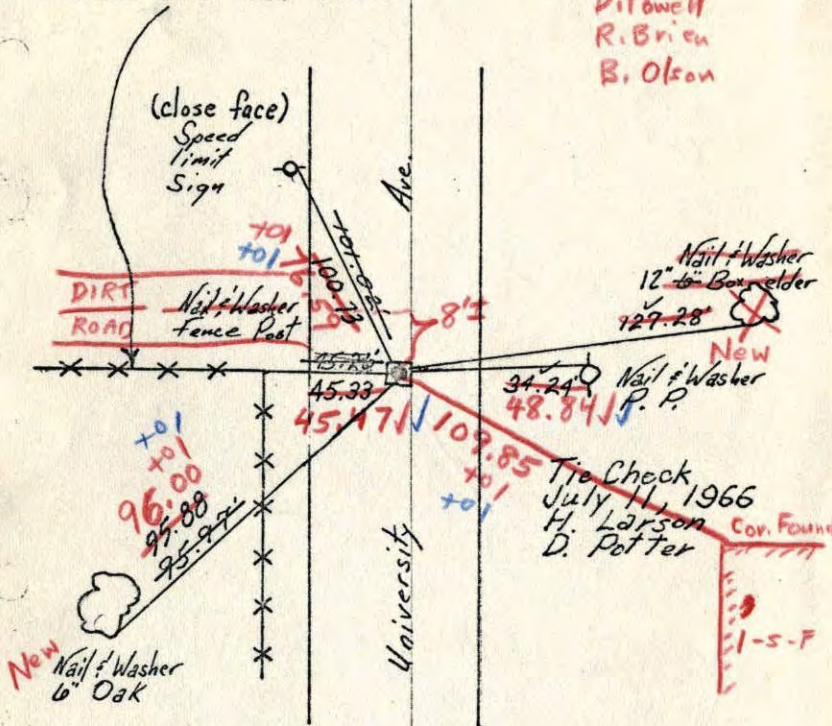 R. Brien
B. Olson
(close face)
Speed
limit
Sign
Ave.
101.02'
+01
+01
76.59
100.73
Nail & Washer
12" 6" Box elder
127.28'
New
DIRT
ROAD
Nail & Washer
Fence Post
8'±
45.33
45.47
34.24
48.84
Nail & Washer
P. P.
109.85
+01
+01
Tie Check
July 11, 1966
H. Larson
D. Potter
Cor. Found
1-S-F
+01
+01
96.00
95.88
95.97'
University
New
Nail & Washer
6" Oak